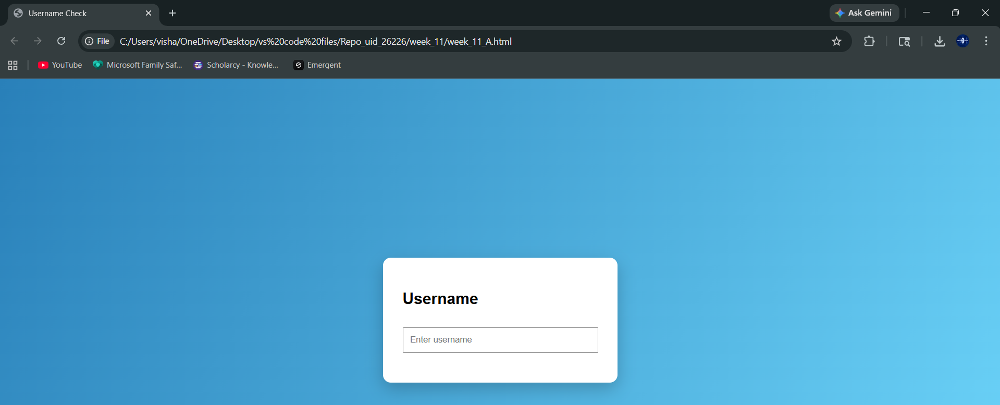 Username Check
Ask Gemini
File
C:/Users/visha/OneDrive/Desktop/vs%20code%20files/Repo_uid_26226/week_11/week_11_A.html
YouTube
Microsoft Family Saf...
Scholarcy - Knowle...
Emergent
Username
Enter username